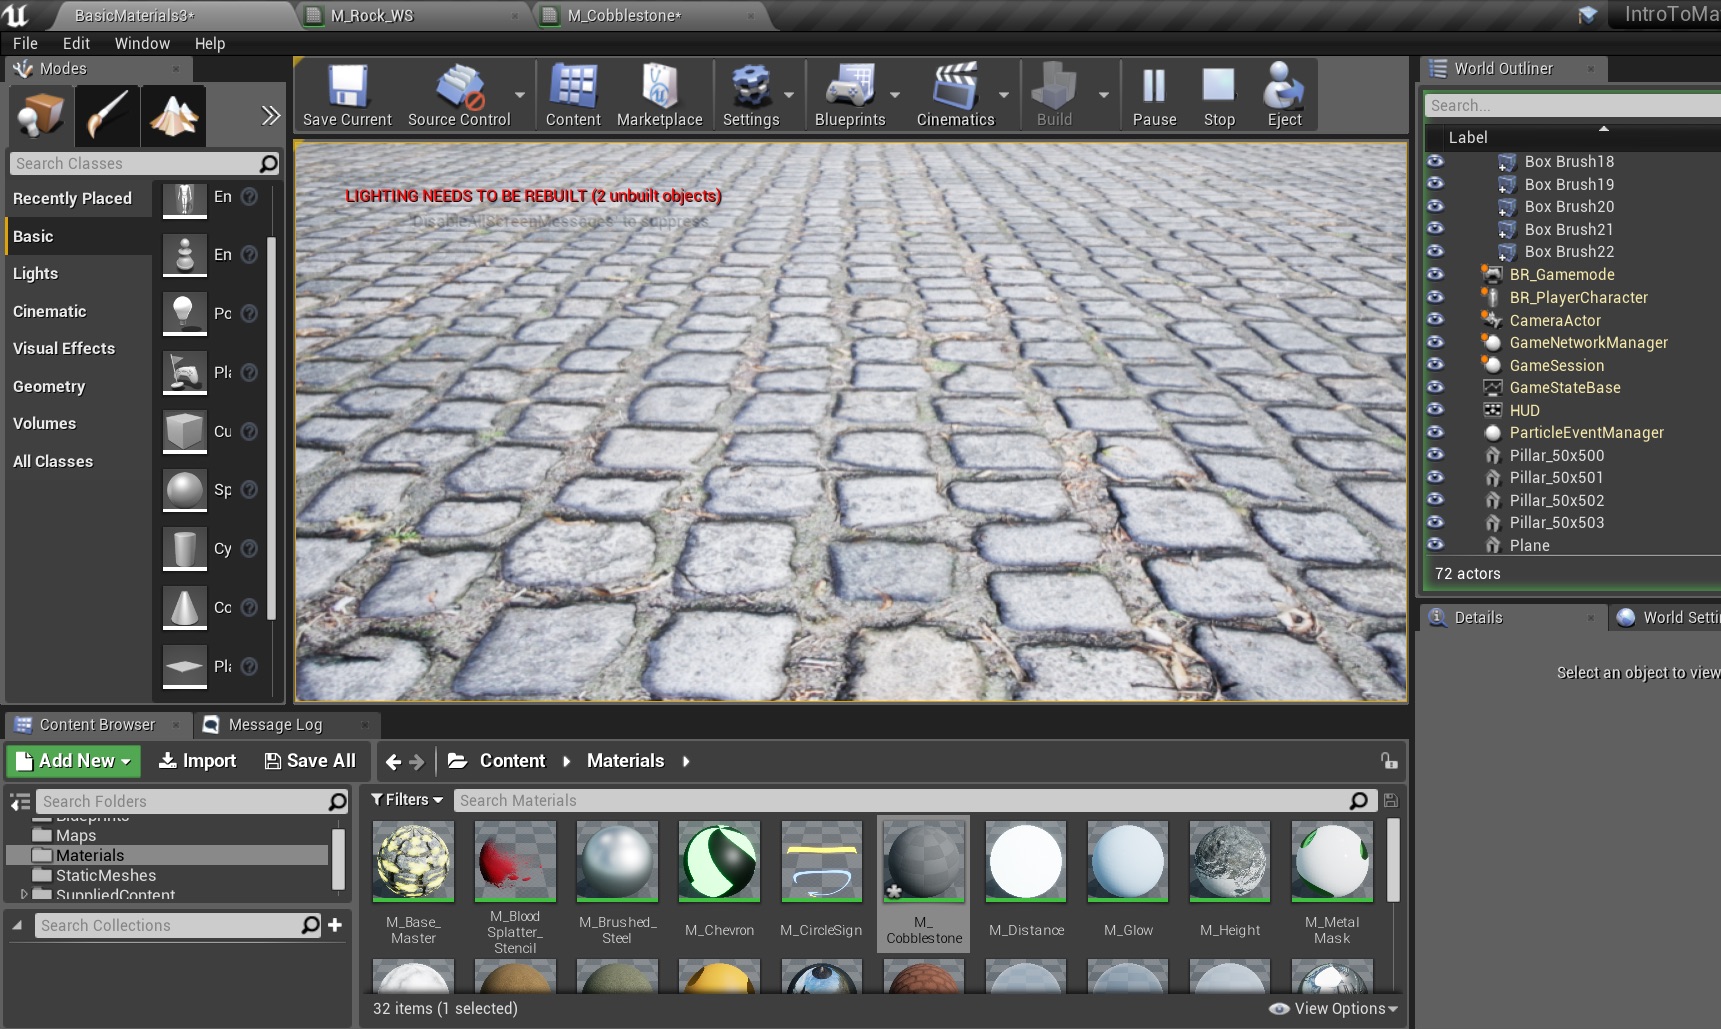 BasicMaterials3*
M_Rock_WS
M_Cobblestone*
IntroToMa
File Edit Window Help
Modes
Save Current
Source Control
Content
Marketplace
Settings
Blueprints
Cinematics
Build
Pause
Stop
Eject
Search Classes
Recently Placed
Basic
Lights
Cinematic
Visual Effects
Geometry
Volumes
All Classes
En
En
Po
Pla
Cu
Sp
Cy
Co
Pla
LIGHTING NEEDS TO BE REBUILT (2 unbuilt objects)
'DisableAllScreenMessages' to suppress
World Outliner
Search...
Label
Box Brush18
Box Brush19
Box Brush20
Box Brush21
Box Brush22
BR_Gamemode
BR_PlayerCharacter
CameraActor
GameNetworkManager
GameSession
GameStateBase
HUD
ParticleEventManager
Pillar_50x500
Pillar_50x501
Pillar_50x502
Pillar_50x503
Plane
72 actors
Details
World Setti
Select an object to view
Content Browser
Message Log
Add New
Import
Save All
Content
Materials
Search Folders
Blueprints
Maps
Materials
StaticMeshes
SuppliedContent
Search Collections
Filters
Search Materials
M_Base_
Master
M_Blood
Splatter_
Stencil
M_Brushed_
Steel
M_Chevron
M_CircleSign
M_
Cobblestone
M_Distance
M_Glow
M_Height
M_Metal
Mask
32 items (1 selected)
View Options